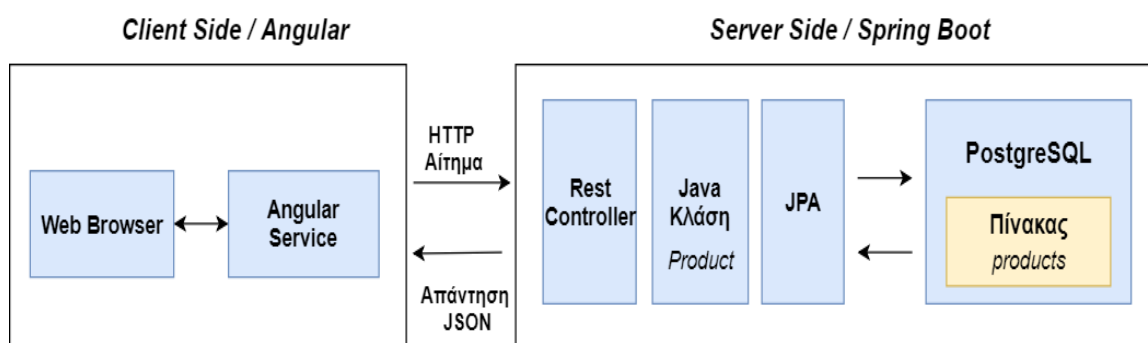 Client Side / Angular
Server Side / Spring Boot
Web Browser
Angular
Service
HTTP
Αίτημα
Απάντηση
JSON
Rest
Controller
Java
Κλάση
Product
JPA
PostgreSQL
Πίνακας
products